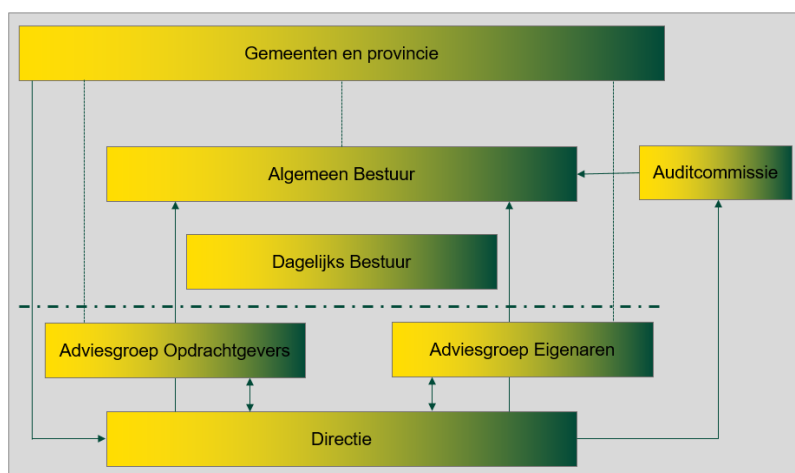 Gemeenten en provincie
Algemeen Bestuur
Auditcommissie
Dagelijks Bestuur
Adviesgroep Opdrachtgevers
Adviesgroep Eigenaren
Directie